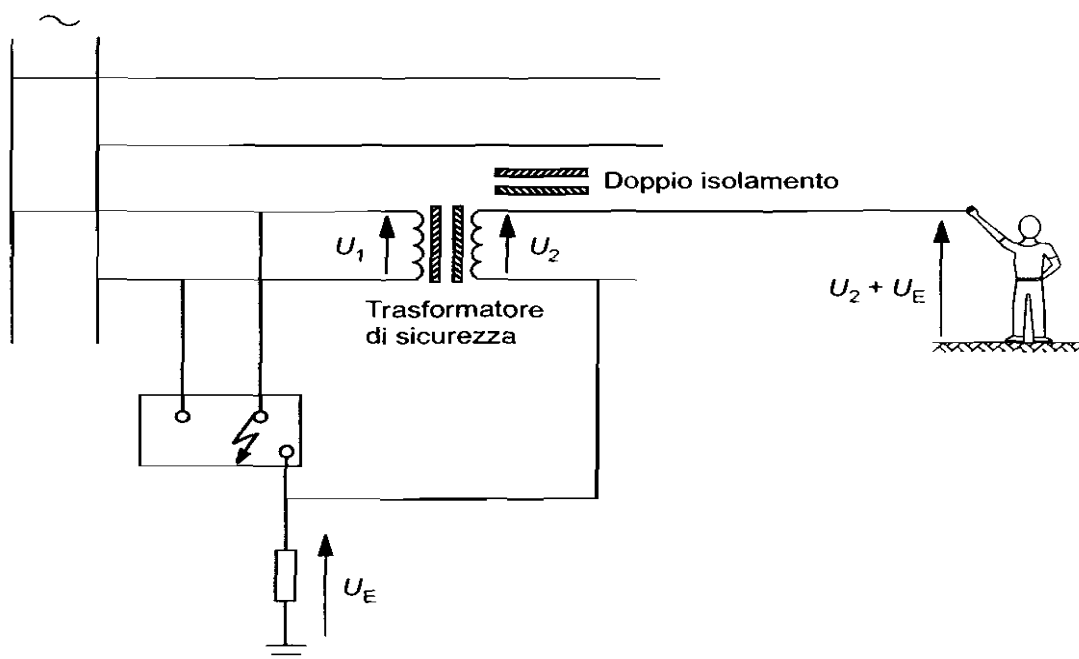 ~
Doppio isolamento
U1
U2
U2 + UE
Trasformatore
di sicurezza
UE